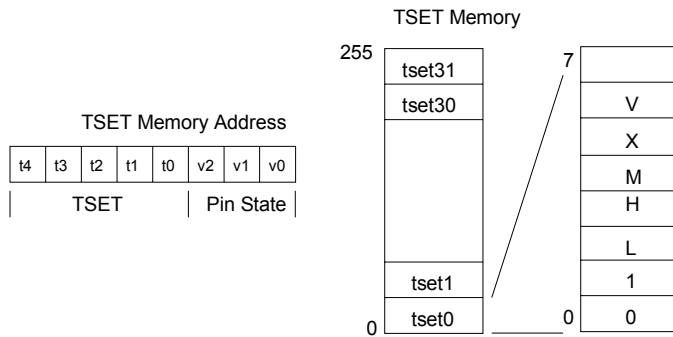 TSET Memory
255
tset31
tset30
tset1
tset0
0
7
V
X
M
H
L
1
0
0
TSET Memory Address
t4 t3 t2 t1 t0 v2 v1 v0
TSET Pin State